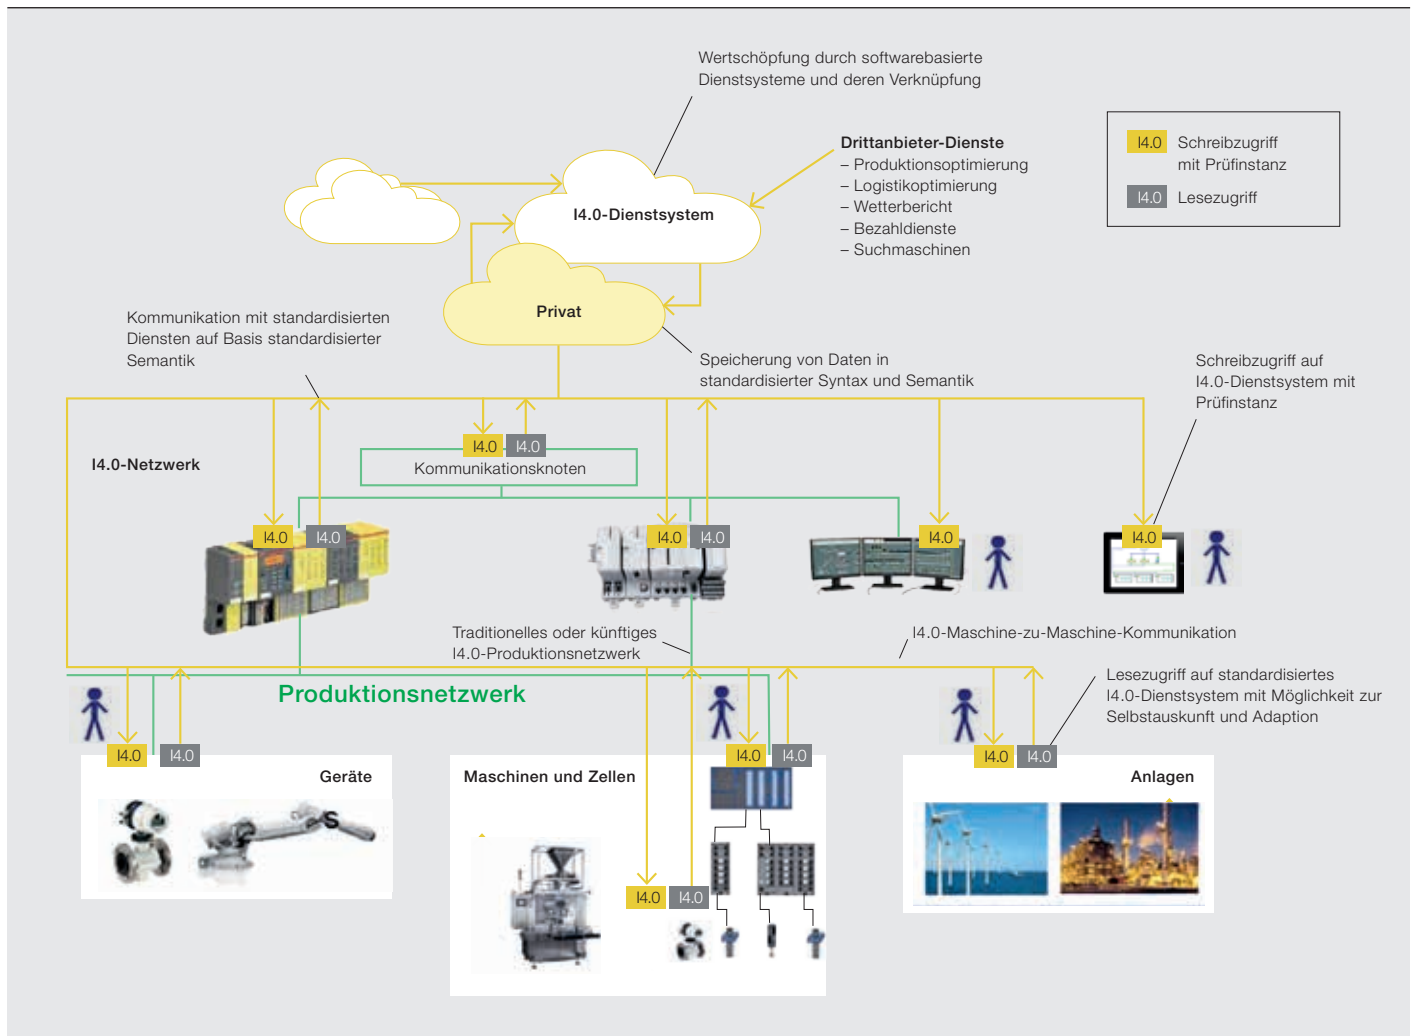 Wertschöpfung durch softwarebasierte
Dienstsysteme und deren Verknüpfung
Drittanbieter-Dienste
– Produktionsoptimierung
– Logistikoptimierung
– Wetterbericht
– Bezahldienste
– Suchmaschinen
I4.0 Schreibzugriff
mit Prüfinstanz
I4.0 Lesezugriff
I4.0-Dienstsystem
Privat
Kommunikation mit standardisierten
Diensten auf Basis standardisierter
Semantik
Speicherung von Daten in
standardisierter Syntax und Semantik
Schreibzugriff auf
I4.0-Dienstsystem mit
Prüfinstanz
I4.0-Netzwerk
I4.0 I4.0
Kommunikationsknoten
I4.0 I4.0
I4.0 I4.0
I4.0
I4.0
Traditionelles oder künftiges
I4.0-Produktionsnetzwerk
I4.0-Maschine-zu-Maschine-Kommunikation
Produktionsnetzwerk
Lesezugriff auf standardisiertes
I4.0-Dienstsystem mit Möglichkeit zur
Selbstauskunft und Adaption
I4.0 I4.0
Geräte
S
I4.0 I4.0
Maschinen und Zellen
I4.0 I4.0
I4.0 I4.0
Anlagen